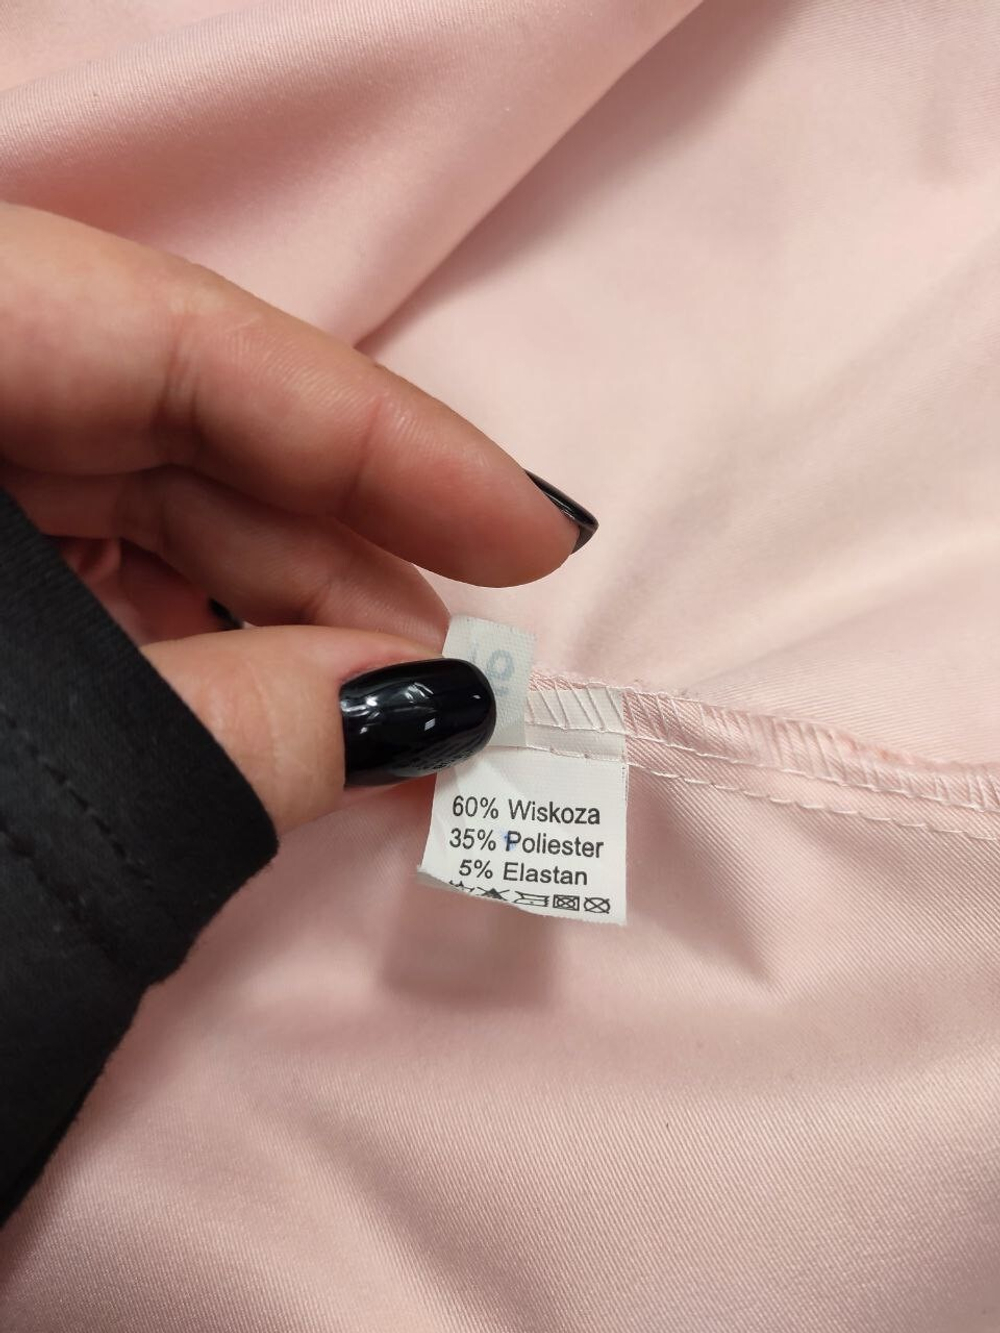 60% Wiskoza
35% Poliester
5% Elastan